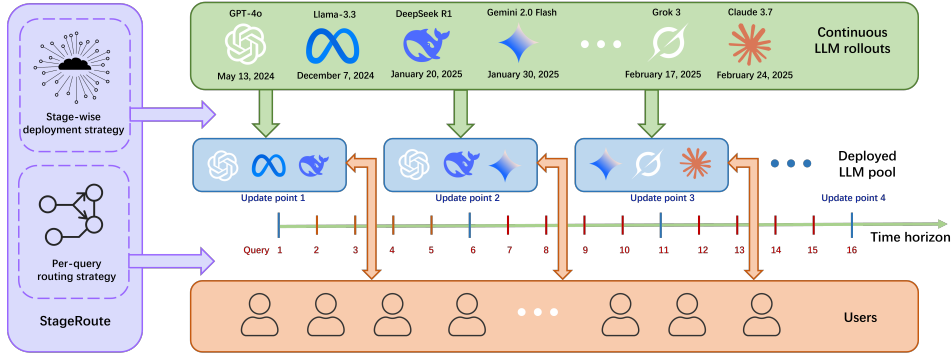 GPT-4o
Llama-3.3
DeepSeek R1
Gemini 2.0 Flash
Grok 3
Claude 3.7
May 13, 2024
December 7, 2024
January 20, 2025
January 30, 2025
February 17, 2025
February 24, 2025
Continuous
LLM rollouts
Stage-wise
deployment strategy
Per-query
routing strategy
StageRoute
Deployed
LLM pool
Update point 1
Update point 2
Update point 3
Update point 4
Time horizon
Query 1 2 3 4 5 6 7 8 9 10 11 12 13 14 15 16
Users